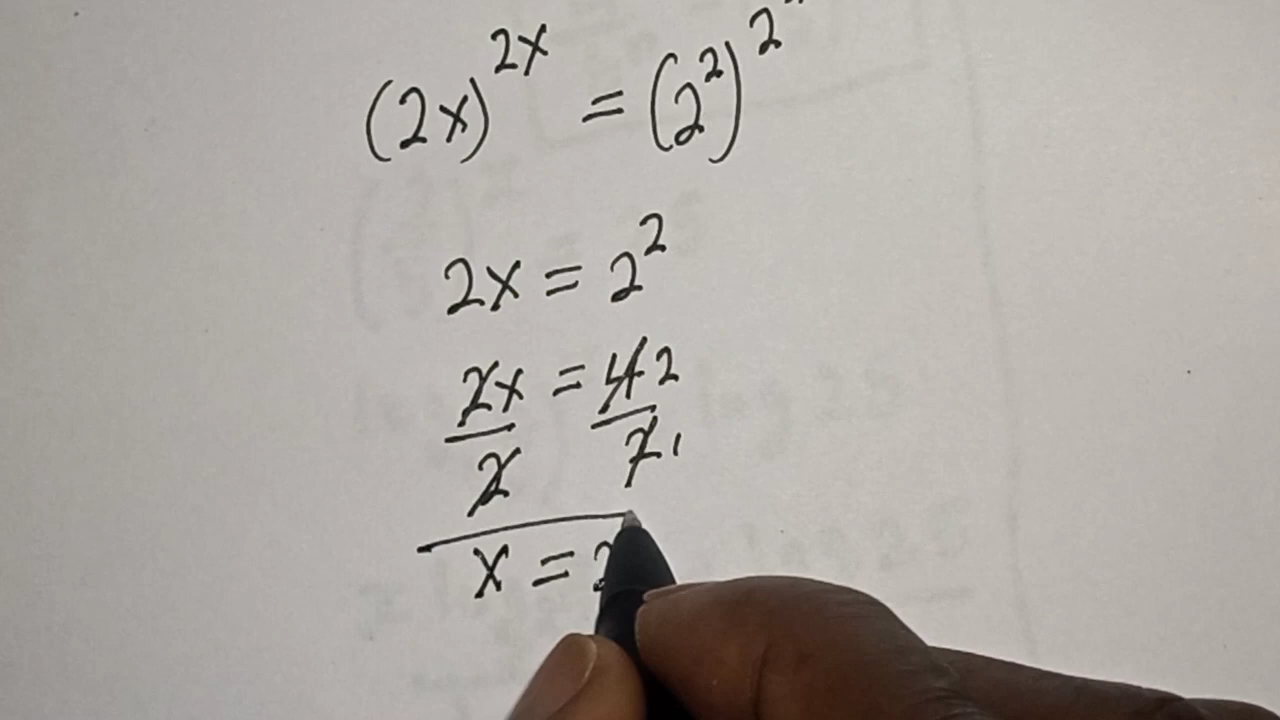 (2x)^{2x} = (2^2)^2
2x = 2^2
2x/2 = 4 2/2 1
x = 2